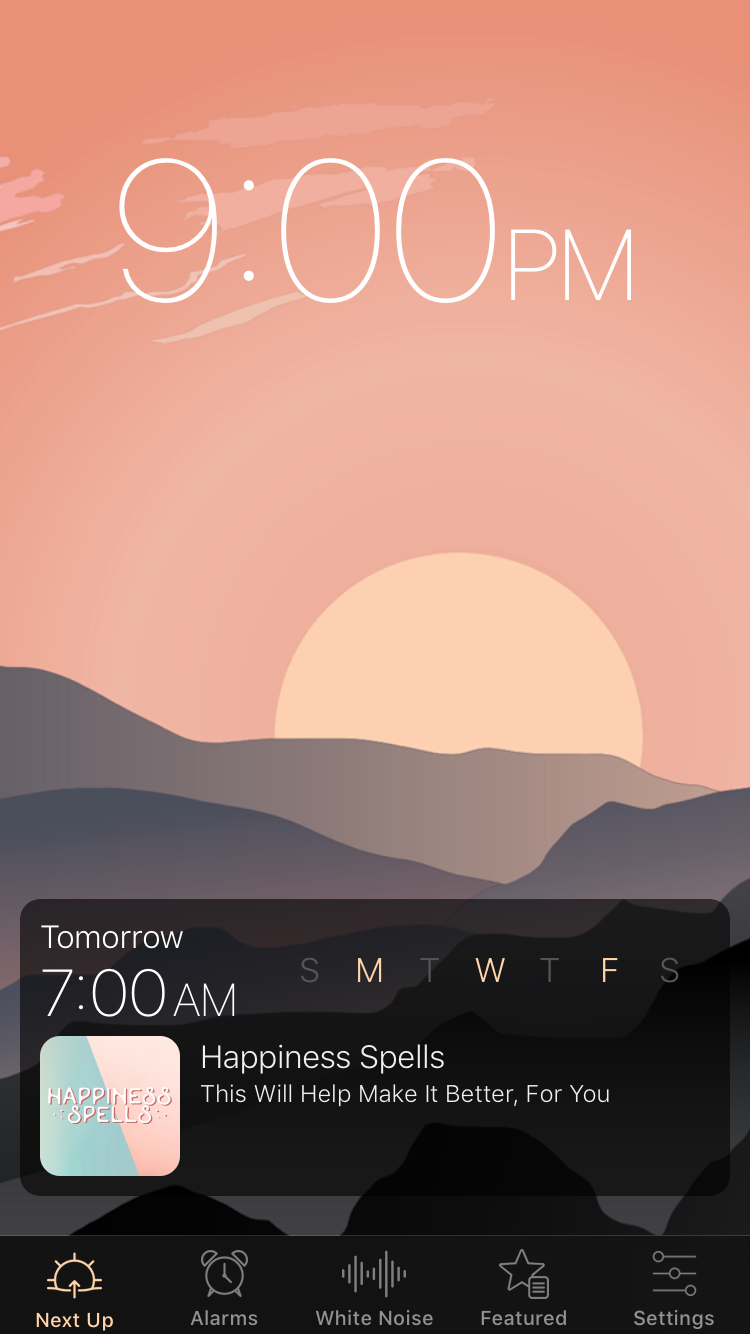 9:00PM
Tomorrow
7:00AM
S M T W T F S
HAPPINESS
SPELLS
Happiness Spells
This Will Help Make It Better, For You
Next Up
Alarms
White Noise
Featured
Settings